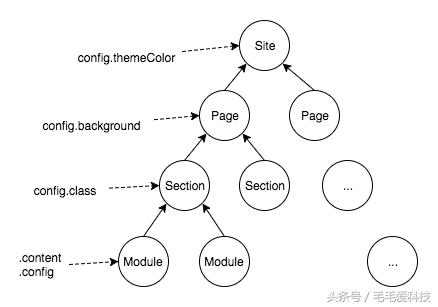 Site
config.themeColor
Page
Page
config.background
Section
Section
...
config.class
Module
Module
...
.content
.config
头条号 / 毛毛爱科技